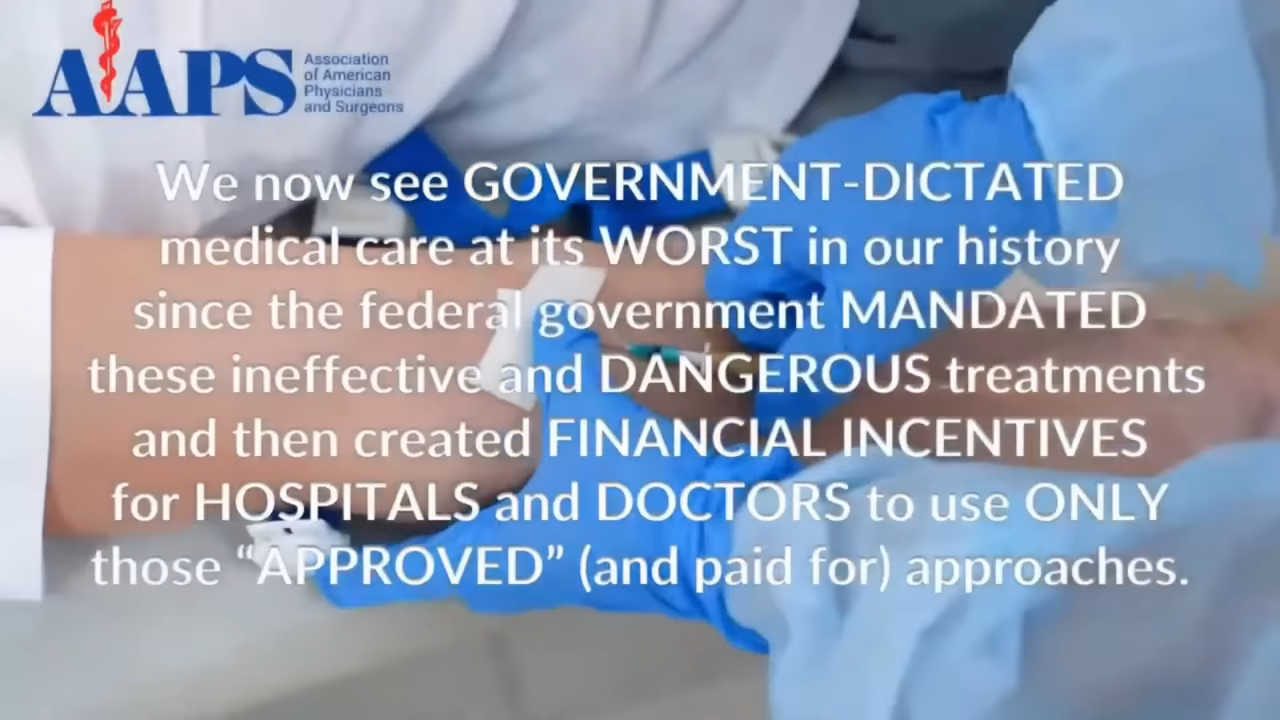 AAPS
Association
of American
Physicians
and Surgeons
We now see GOVERNMENT-DICTATED
medical care at its WORST in our history
since the federal government MANDATED
these ineffective and DANGEROUS treatments
and then created FINANCIAL INCENTIVES
for HOSPITALS and DOCTORS to use ONLY
those “APPROVED” (and paid for) approaches.